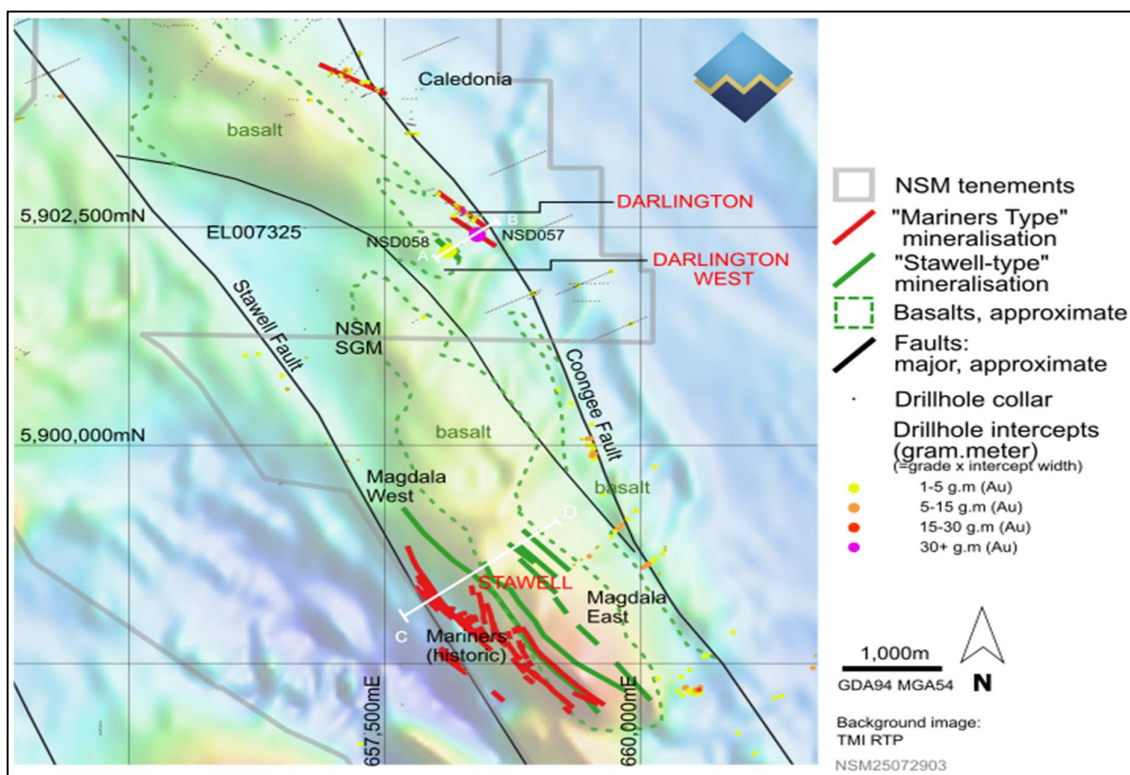 Caledonia
basalt
DARLINGTON
5,902,500mN
B
EL007325
NSD058
NSD057
A
DARLINGTON
WEST
Stawell Fault
NSM
SGM
Coongee Fault
5,900,000mN
basalt
Magdala
West
basalt
D
STAWELL
Magdala
East
C
Mariners
(historic)
657,500mE
660,000mE
NSM tenements
"Mariners Type"
mineralisation
"Stawell-type"
mineralisation
Basalts, approximate
Faults:
major, approximate
Drillhole collar
Drillhole intercepts
(gram.meter)
(=grade x intercept width)
1-5 g.m (Au)
5-15 g.m (Au)
15-30 g.m (Au)
30+ g.m (Au)
1,000m
GDA94 MGA54
N
Background image:
TMI RTP
NSM25072903